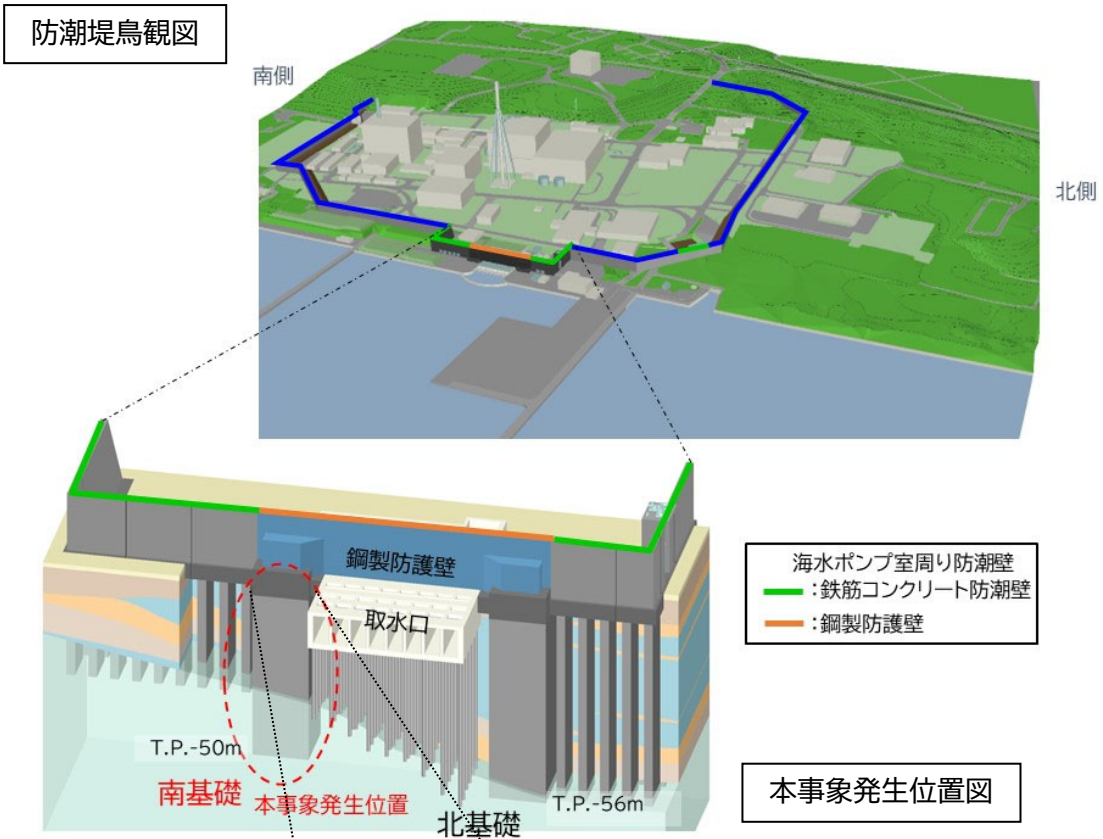 防潮堤鳥観図
南側
北側
鋼製防護壁
取水口
海水ポンプ室周り防潮壁
:鉄筋コンクリート防潮壁
:鋼製防護壁
T.P.-50m
南基礎
本事象発生位置
北基礎
T.P.-56m
本事象発生位置図